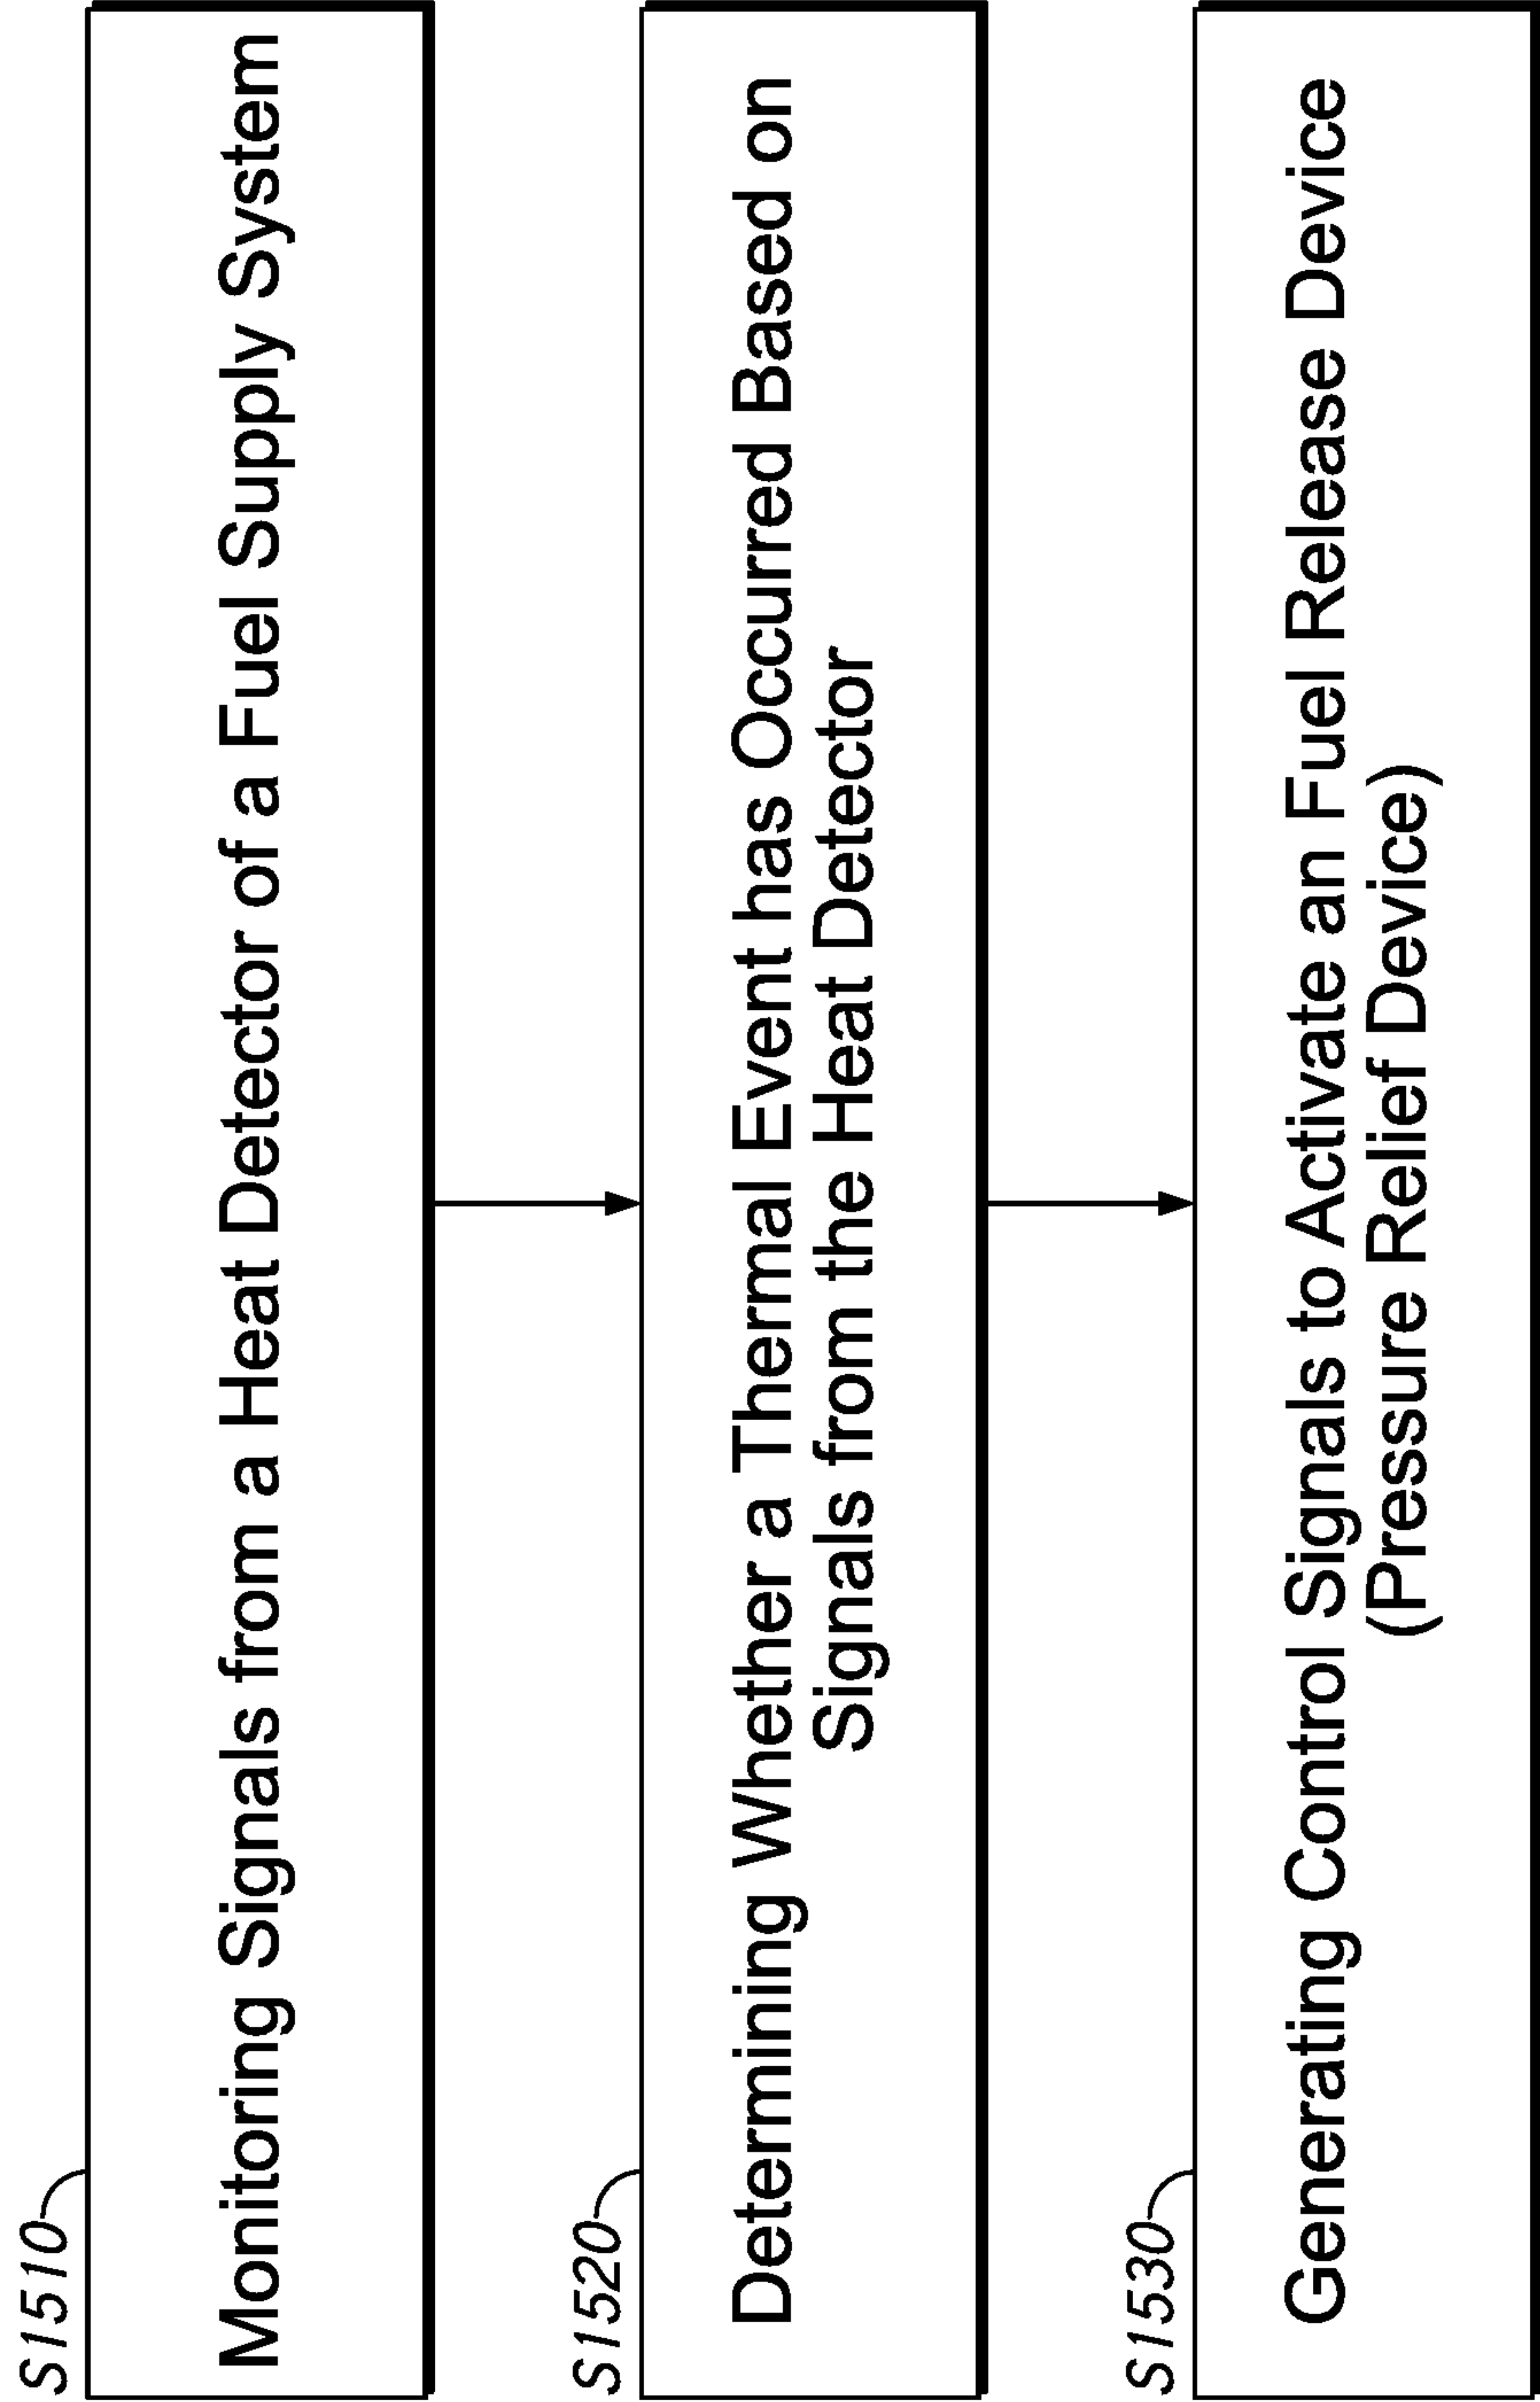 S1510
Monitoring Signals from a Heat Detector of a Fuel Supply System
S1520
Determining Whether a Thermal Event has Occurred Based on
Signals from the Heat Detector
S1530
Generating Control Signals to Activate an Fuel Release Device
(Pressure Relief Device)